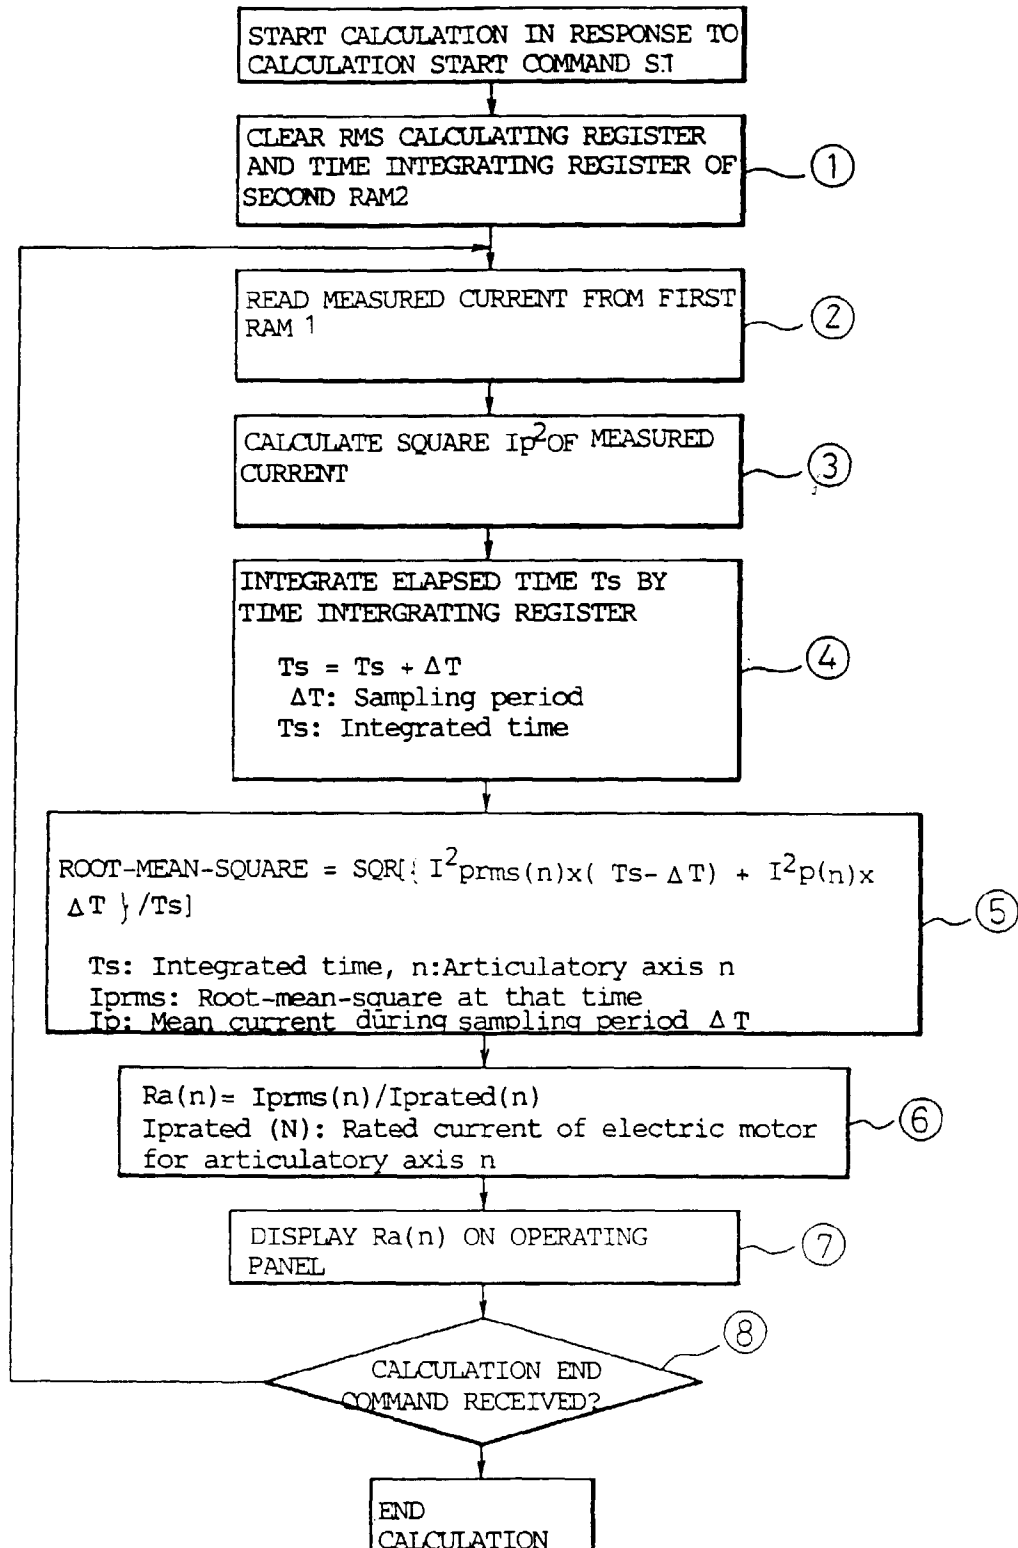 START CALCULATION IN RESPONSE TO
CALCULATION START COMMAND ST
CLEAR RMS CALCULATING REGISTER
AND TIME INTEGRATING REGISTER OF
SECOND RAM2
①
READ MEASURED CURRENT FROM FIRST
RAM 1
②
CALCULATE SQUARE Ip²OF MEASURED
CURRENT
③
INTEGRATE ELAPSED TIME Ts BY
TIME INTERGRATING REGISTER
Ts = Ts + ΔT
ΔT: Sampling period
Ts: Integrated time
④
ROOT-MEAN-SQUARE = SQR[{ I²prms(n)x( Ts-ΔT) + I²p(n)x
ΔT }/Ts]
Ts: Integrated time, n:Articulatory axis n
Iprms: Root-mean-square at that time
Ip: Mean current during sampling period ΔT
⑤
Ra(n)= Iprms(n)/Iprated(n)
Iprated (N): Rated current of electric motor
for articulatory axis n
⑥
DISPLAY Ra(n) ON OPERATING
PANEL
⑦
⑧
CALCULATION END
COMMAND RECEIVED?
END
CALCULATION